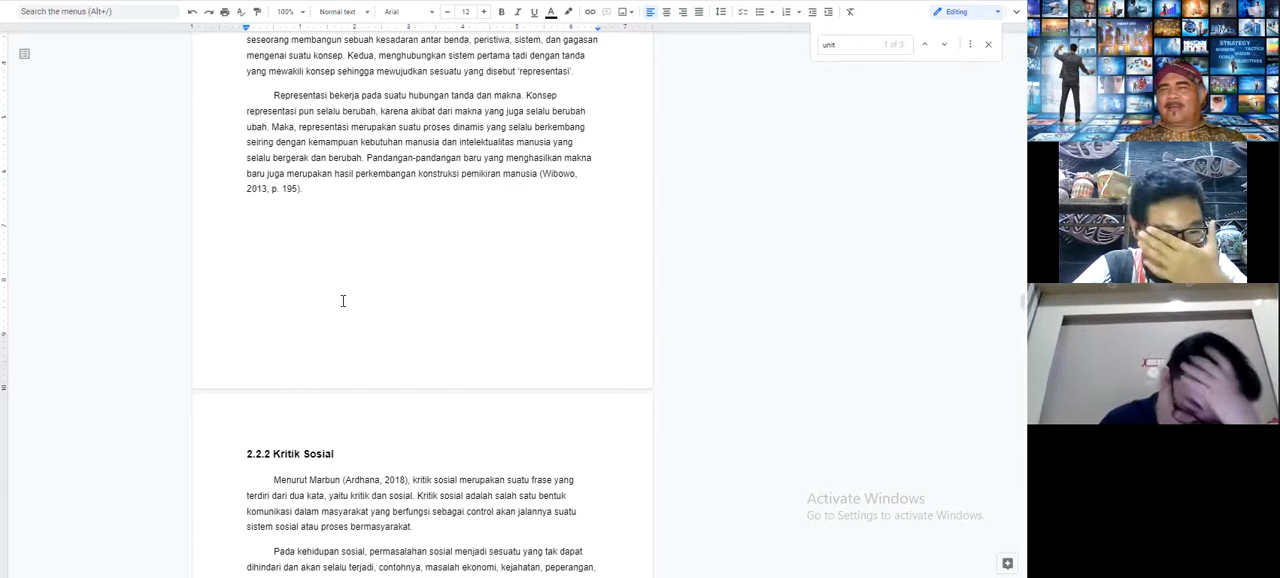 Search the menus (Alt+/)
100%
Normal text
Arial
12
B I U A
Editing
unit
1 of 3
seseorang membangun sebuah kesadaran antar benda, peristiwa, sistem, dan gagasan
mengenai suatu konsep. Kedua, menghubungkan sistem pertama tadi dengan tanda
yang mewakili konsep sehingga mewujudkan sesuatu yang disebut 'representasi'.
Representasi bekerja pada suatu hubungan tanda dan makna. Konsep
representasi pun selalu berubah, karena akibat dari makna yang juga selalu berubah
ubah. Maka, representasi merupakan suatu proses dinamis yang selalu berkembang
seiring dengan kemampuan kebutuhan manusia dan intelektualitas manusia yang
selalu bergerak dan berubah. Pandangan-pandangan baru yang menghasilkan makna
baru juga merupakan hasil perkembangan konstruksi pemikiran manusia (Wibowo,
2013, p. 195).
2.2.2 Kritik Sosial
Menurut Marbun (Ardhana, 2018), kritik sosial merupakan suatu frase yang
terdiri dari dua kata, yaitu kritik dan sosial. Kritik sosial adalah salah satu bentuk
komunikasi dalam masyarakat yang berfungsi sebagai control akan jalannya suatu
sistem sosial atau proses bermasyarakat.
Pada kehidupan sosial, permasalahan sosial menjadi sesuatu yang tak dapat
dihindari dan akan selalu terjadi, contohnya, masalah ekonomi, kejahatan, peperangan,
Activate Windows
Go to Settings to activate Windows.
STRATEGY
MISSION
TACTICS
VISION
GOALS
OBJECTIVES